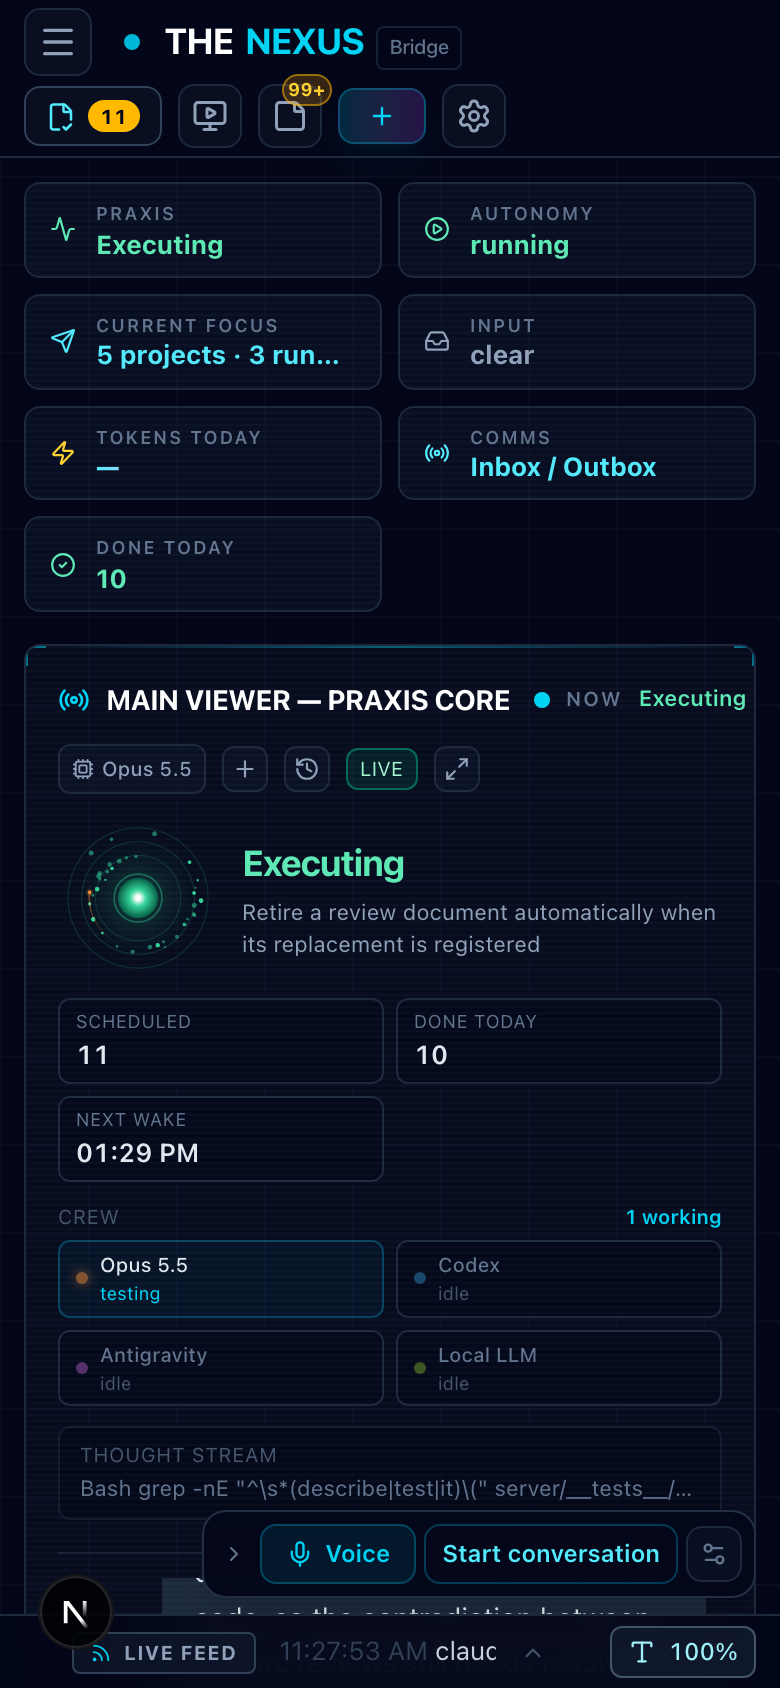 THE NEXUS Bridge
11
99+
PRAXIS
Executing
AUTONOMY
running
CURRENT FOCUS
5 projects · 3 run...
INPUT
clear
TOKENS TODAY
—
COMMS
Inbox / Outbox
DONE TODAY
10
MAIN VIEWER — PRAXIS CORE NOW Executing
Opus 5.5 LIVE
Executing
Retire a review document automatically when
its replacement is registered
SCHEDULED
11
DONE TODAY
10
NEXT WAKE
01:29 PM
CREW 1 working
Opus 5.5
testing
Codex
idle
Antigravity
idle
Local LLM
idle
THOUGHT STREAM
Bash grep -nE "^\s*(describe|test|it)\(" server/__tests__/...
Voice Start conversation
N
LIVE FEED 11:27:53 AM clauc 100%